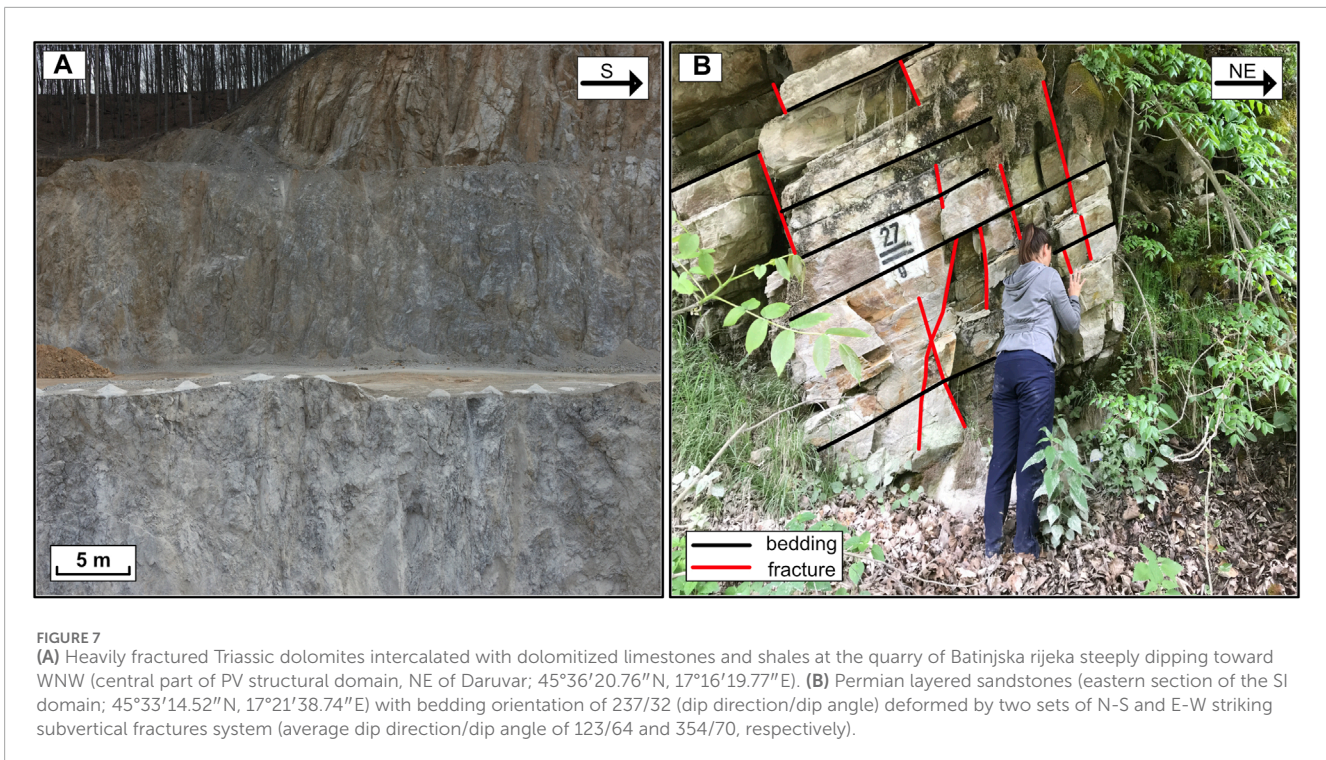 A
S
5 m
B
NE
27
9
bedding
fracture
FIGURE 7
(A) Heavily fractured Triassic dolomites intercalated with dolomitized limestones and shales at the quarry of Batinjska rijeka steeply dipping toward
WNW (central part of PV structural domain, NE of Daruvar; 45°36′20.76″N, 17°16′19.77″E). (B) Permian layered sandstones (eastern section of the SI
domain; 45°33′14.52″N, 17°21′38.74″E) with bedding orientation of 237/32 (dip direction/dip angle) deformed by two sets of N-S and E-W striking
subvertical fractures system (average dip direction/dip angle of 123/64 and 354/70, respectively).